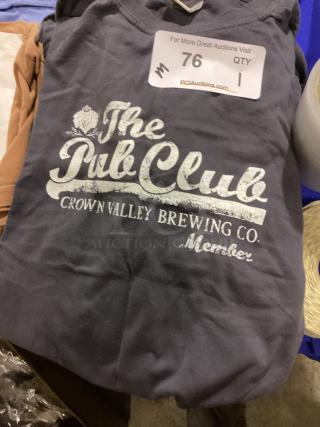 For More Great Auctions Visit
M 76 QTY 1
The
Pub Club
CROWN VALLEY BREWING CO.
Member